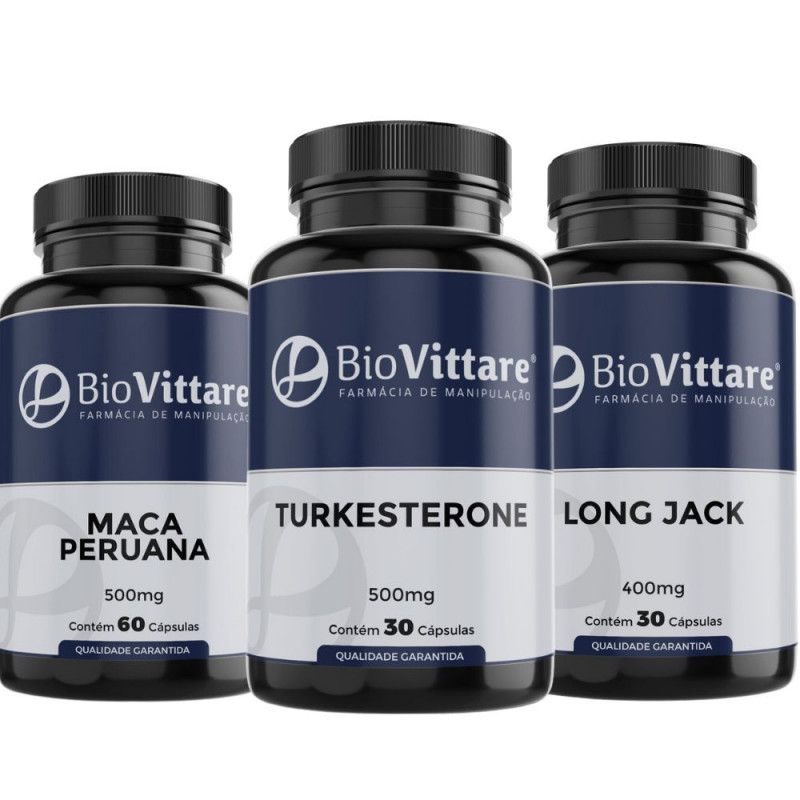 BioVittare
FARMÁCIA DE MANIPULAÇÃO
MACA
PERUANA
500mg
Contém 60 Cápsulas
QUALIDADE GARANTIDA
BioVittare®
FARMÁCIA DE MANIPULAÇÃO
TURKESTERONE
500mg
Contém 30 Cápsulas
QUALIDADE GARANTIDA
BioVittare®
FARMÁCIA DE MANIPULAÇÃO
LONG JACK
400mg
Contém 30 Cápsulas
QUALIDADE GARANTIDA